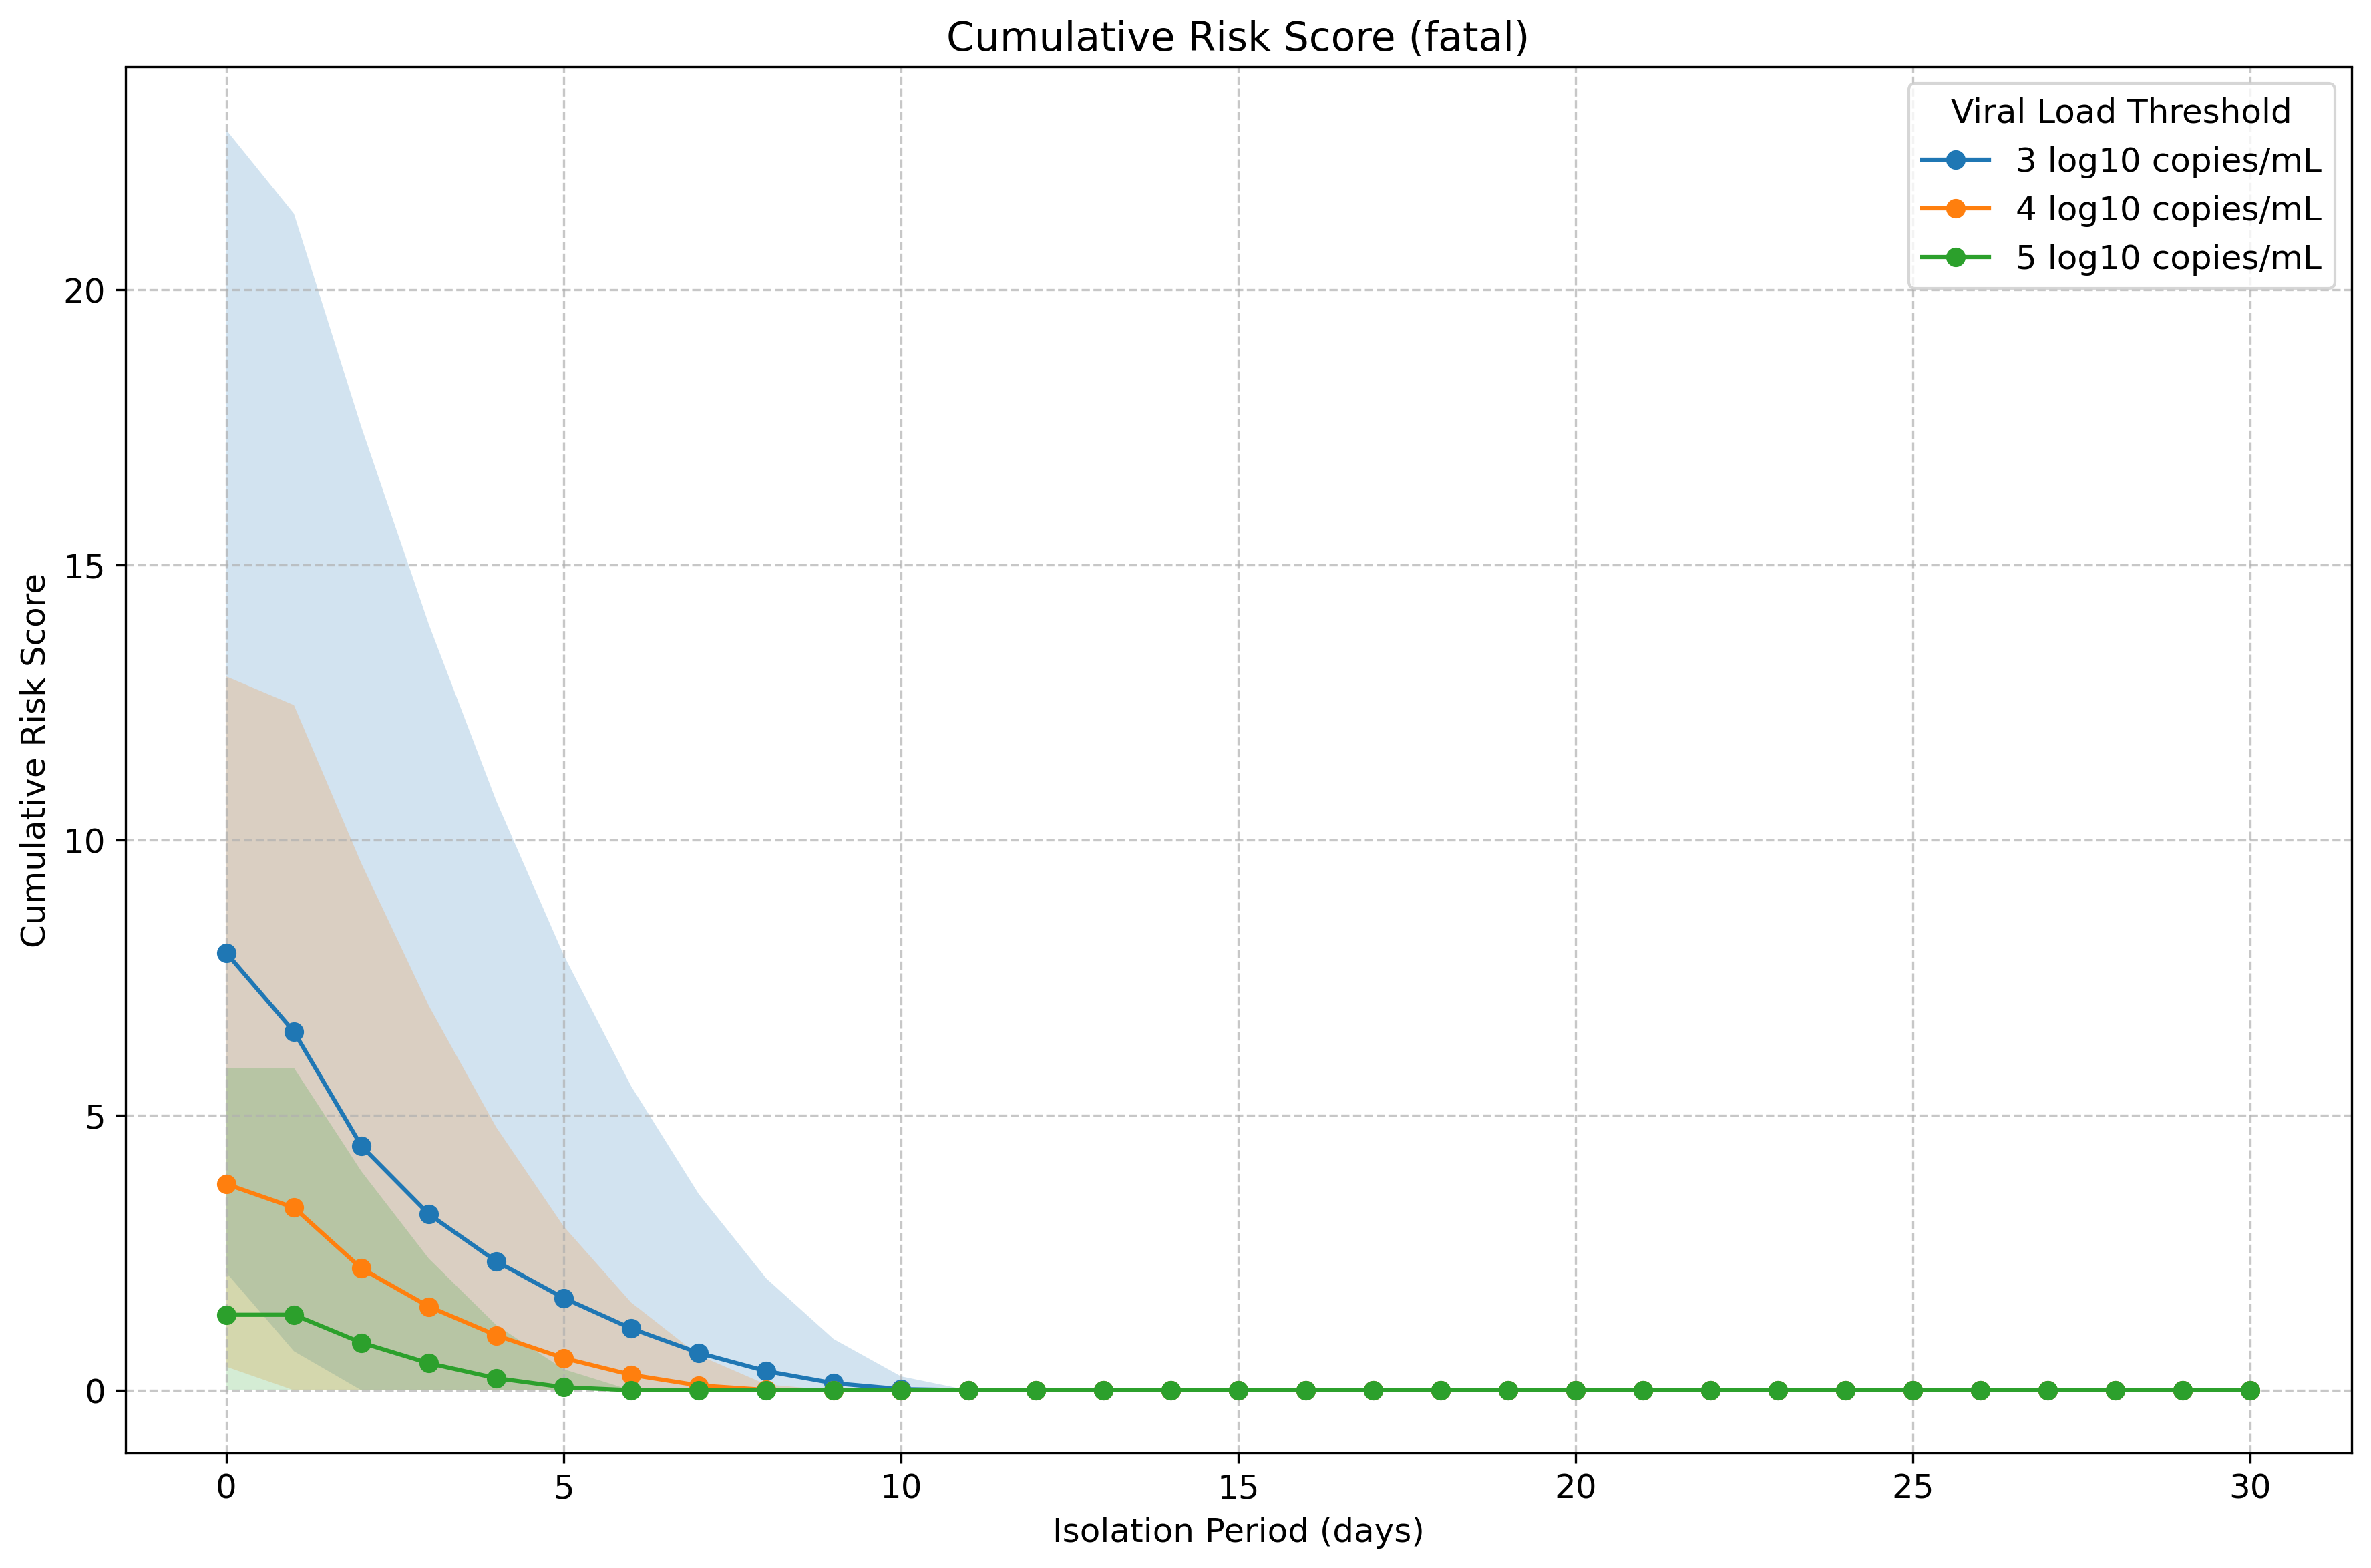 Cumulative Risk Score (fatal)
Viral Load Threshold
3 log10 copies/mL
4 log10 copies/mL
5 log10 copies/mL
Cumulative Risk Score
20
15
10
5
0
0 5 10 15 20 25 30
Isolation Period (days)